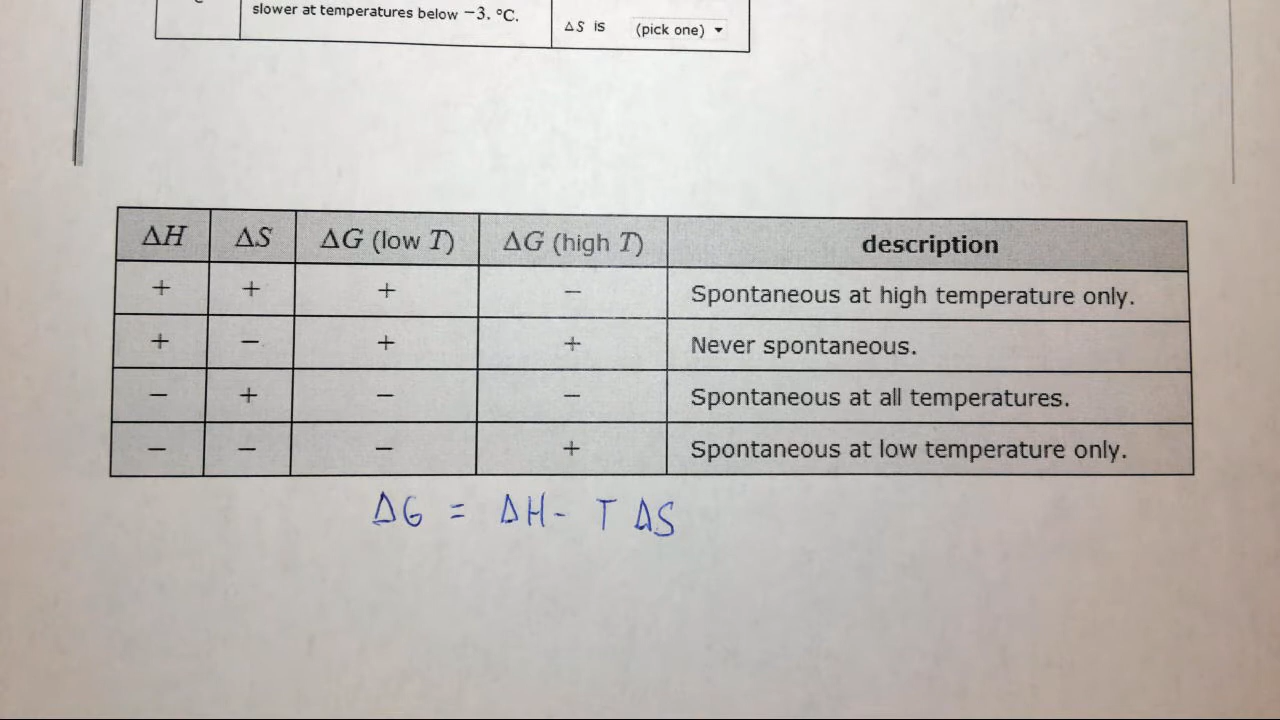 slower at temperatures below −3. °C.
ΔS is (pick one)
ΔH ΔS ΔG (low T) ΔG (high T) description
+ + + − Spontaneous at high temperature only.
+ − + + Never spontaneous.
− + − − Spontaneous at all temperatures.
− − − + Spontaneous at low temperature only.
ΔG = ΔH - T ΔS